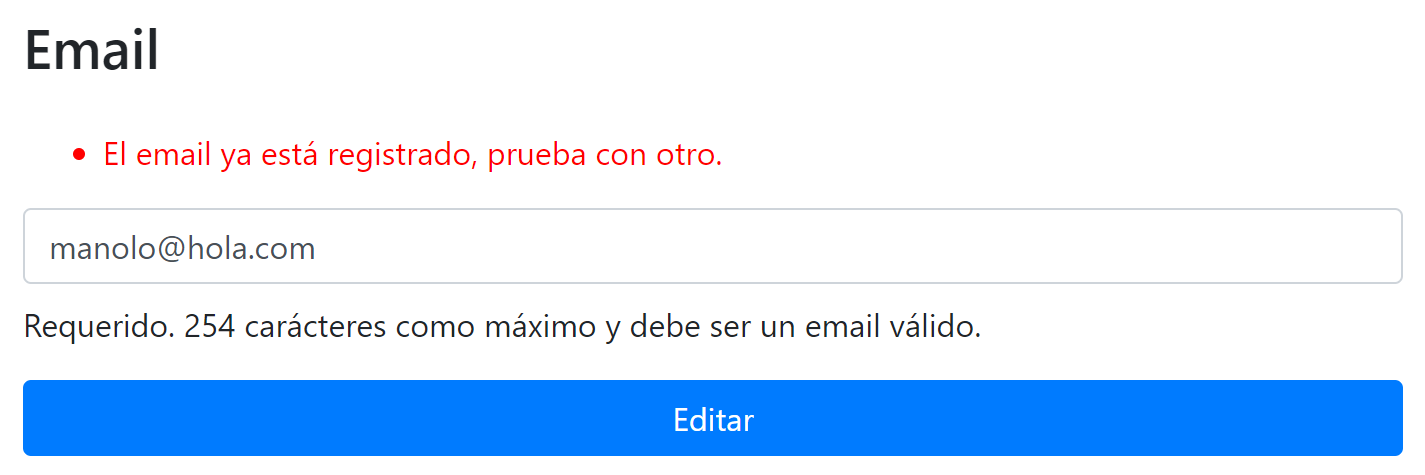 Email
El email ya está registrado, prueba con otro.
manolo@hola.com
Requerido. 254 carácteres como máximo y debe ser un email válido.
Editar